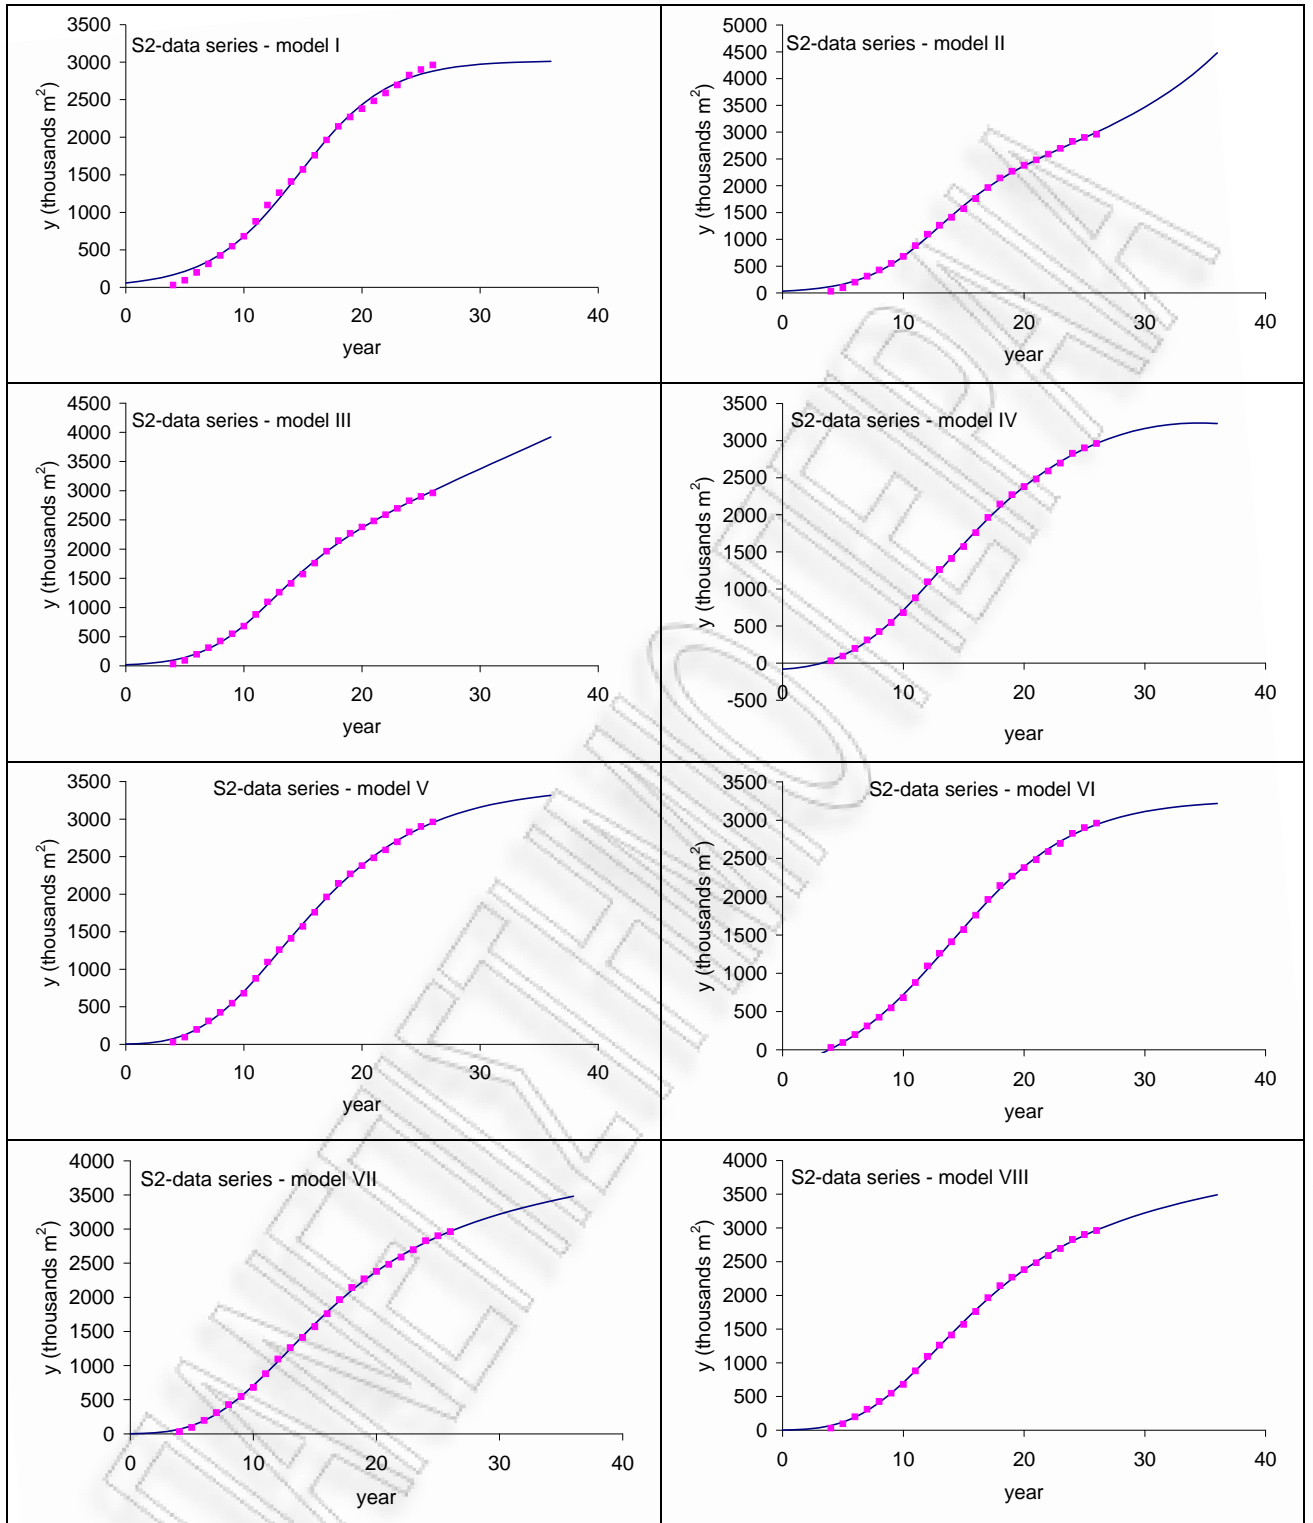 S2-data series - model I
y (thousands m²)
3500
3000
2500
2000
1500
1000
500
0
0 10 20 30 40
year
S2-data series - model II
y (thousands m²)
5000
4500
4000
3500
3000
2500
2000
1500
1000
500
0
0 10 20 30 40
year
S2-data series - model III
y (thousands m²)
4500
4000
3500
3000
2500
2000
1500
1000
500
0
0 10 20 30 40
year
S2-data series - model IV
y (thousands m²)
3500
3000
2500
2000
1500
1000
500
0
-500
0 10 20 30 40
year
S2-data series - model V
y (thousands m²)
3500
3000
2500
2000
1500
1000
500
0
0 10 20 30 40
year
S2-data series - model VI
y (thousands m²)
3500
3000
2500
2000
1500
1000
500
0
0 10 20 30 40
year
S2-data series - model VII
y (thousands m²)
4000
3500
3000
2500
2000
1500
1000
500
0
0 10 20 30 40
year
S2-data series - model VIII
y (thousands m²)
4000
3500
3000
2500
2000
1500
1000
500
0
0 10 20 30 40
year
ΠΑΝΕΠΙΣΤΗΜΙΟ ΠΕΙΡΑΙΑ